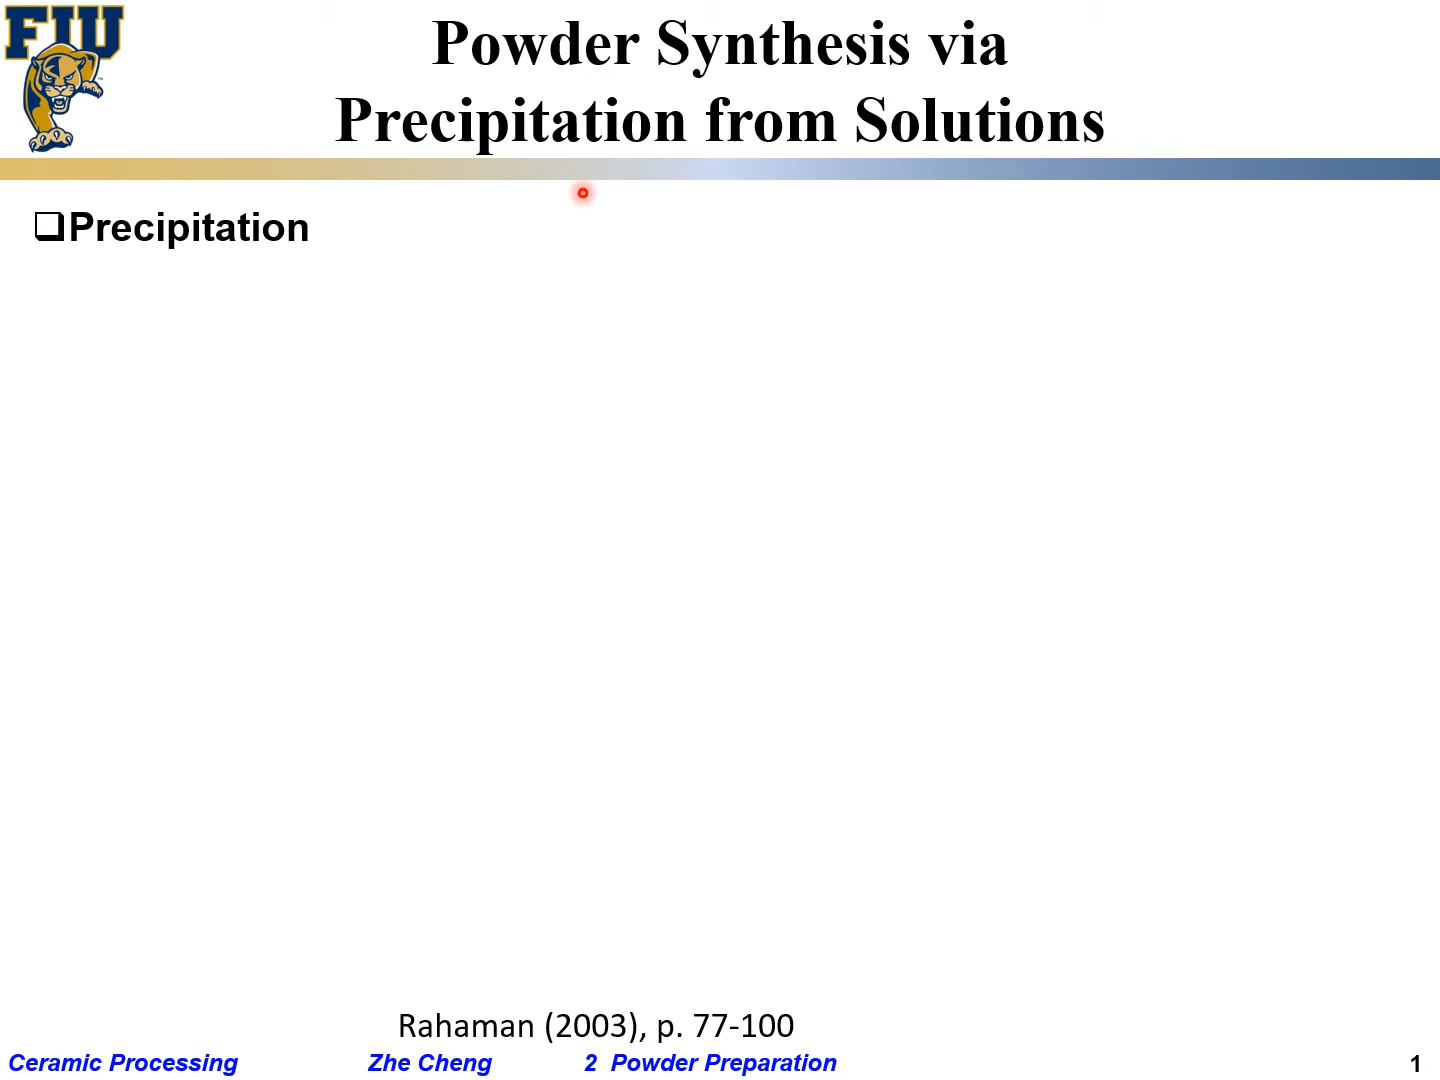 FIU
Powder Synthesis via
Precipitation from Solutions
❑Precipitation
Rahaman (2003), p. 77-100
Ceramic Processing Zhe Cheng 2 Powder Preparation 1